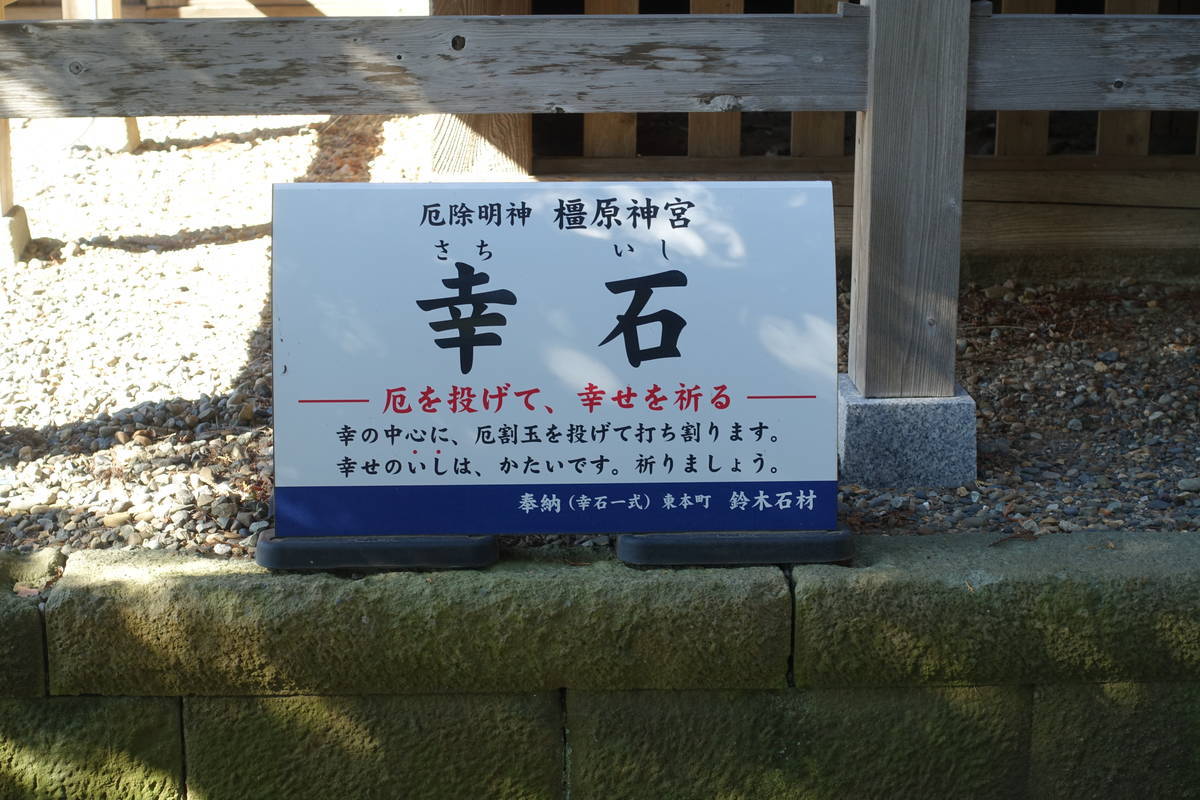 厄除明神 橿原神宮
さち いし
幸石
厄を投げて、幸せを祈る
幸の中心に、厄割玉を投げて打ち割ります。
幸せのいしは、かたいです。祈りましょう。
奉納(幸石一式) 東本町 鈴木石材